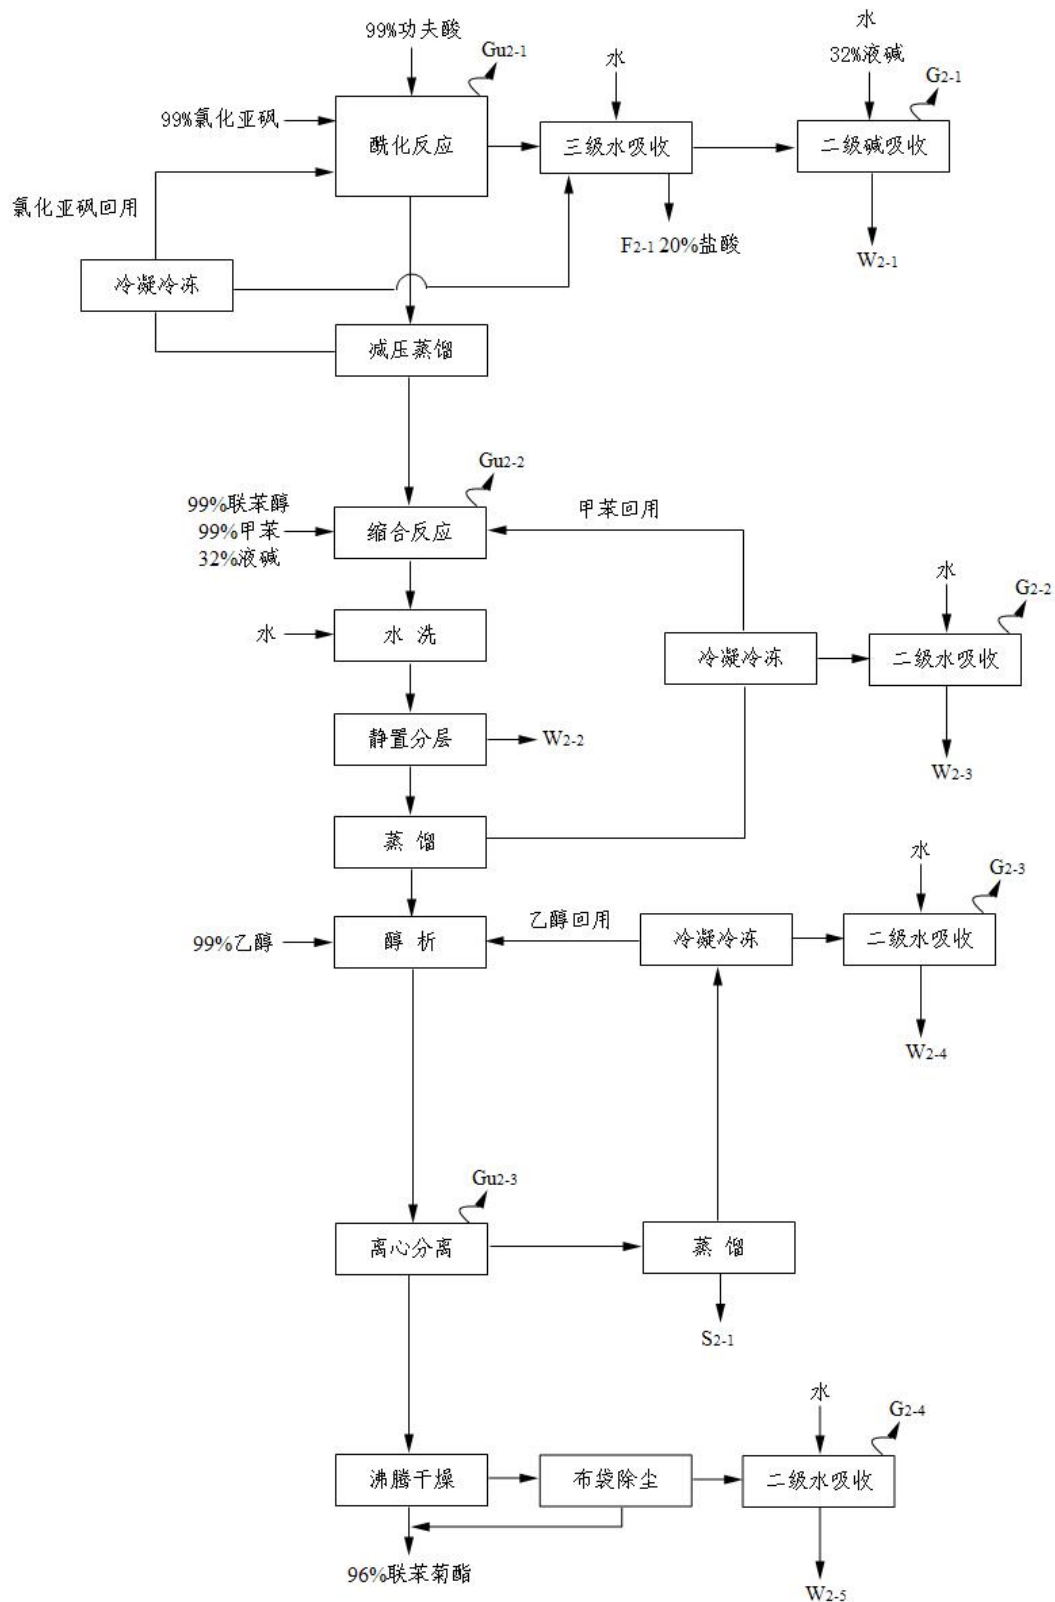 99%功夫酸
Gu2-1
水
水
32%液碱
G2-1
99%氯化亚砜
酰化反应
三级水吸收
二级碱吸收
氯化亚砜回用
F2-1 20%盐酸
W2-1
冷凝冷冻
减压蒸馏
Gu2-2
99%联苯醇
99%甲苯
32%液碱
缩合反应
甲苯回用
水
G2-2
水
水 洗
冷凝冷冻
二级水吸收
静置分层
W2-2
W2-3
蒸 馏
水
G2-3
99%乙醇
醇 析
乙醇回用
冷凝冷冻
二级水吸收
W2-4
Gu2-3
离心分离
蒸 馏
S2-1
水
G2-4
沸腾干燥
布袋除尘
二级水吸收
96%联苯菊酯
W2-5